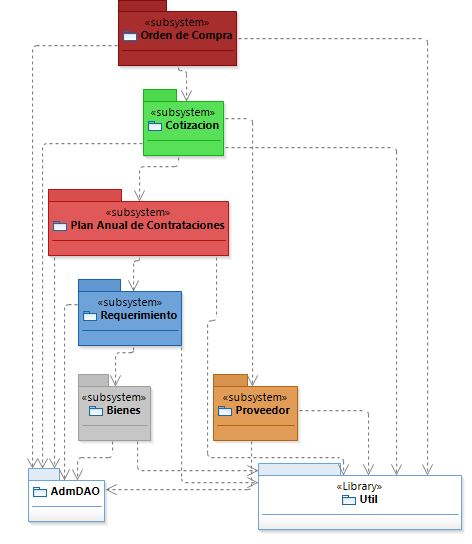 «subsystem»
Orden de Compra
«subsystem»
Cotizacion
«subsystem»
Plan Anual de Contrataciones
«subsystem»
Requerimiento
«subsystem»
Bienes
«subsystem»
Proveedor
AdmDAO
«Library»
Util